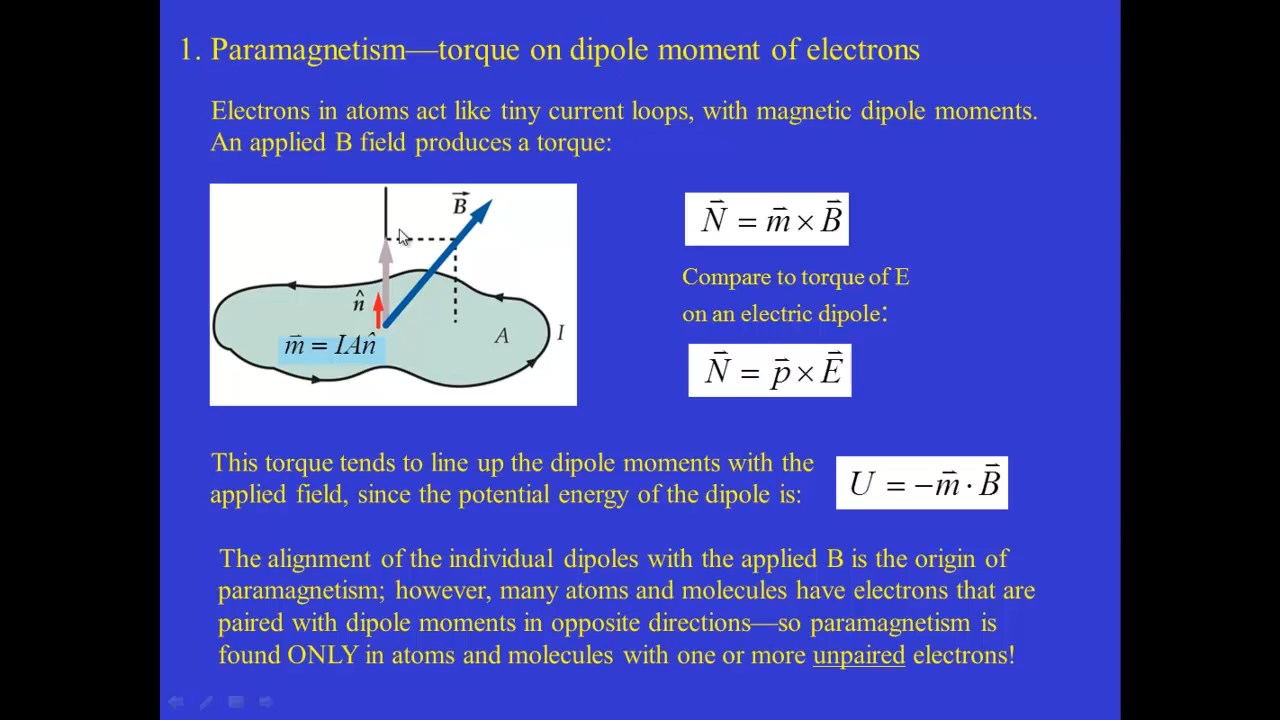 1. Paramagnetism—torque on dipole moment of electrons
Electrons in atoms act like tiny current loops, with magnetic dipole moments.
An applied B field produces a torque:
B⃗
n̂
m⃗ = IAn̂
A
I
N⃗ = m⃗ × B⃗
Compare to torque of E
on an electric dipole:
N⃗ = p⃗ × E⃗
This torque tends to line up the dipole moments with the
applied field, since the potential energy of the dipole is:
U = −m⃗ · B⃗
The alignment of the individual dipoles with the applied B is the origin of
paramagnetism; however, many atoms and molecules have electrons that are
paired with dipole moments in opposite directions—so paramagnetism is
found ONLY in atoms and molecules with one or more unpaired electrons!